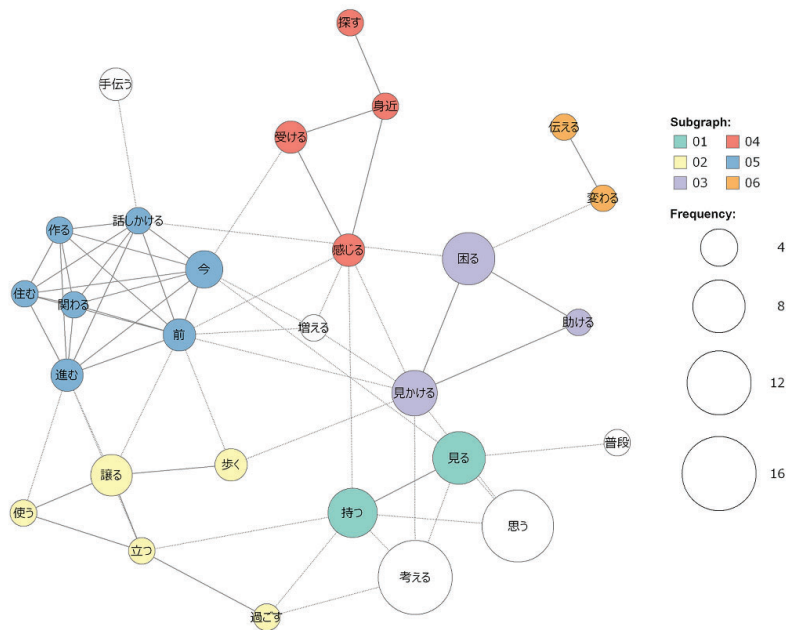 探す
手伝う
身近
受ける
伝える
変わる
話しかける
作る
今
感じる
困る
住む
関わる
前
増える
助ける
進む
見かける
譲る
歩く
見る
普段
使う
持つ
思う
立つ
考える
過ごす
Subgraph:
01 04
02 05
03 06
Frequency:
4
8
12
16